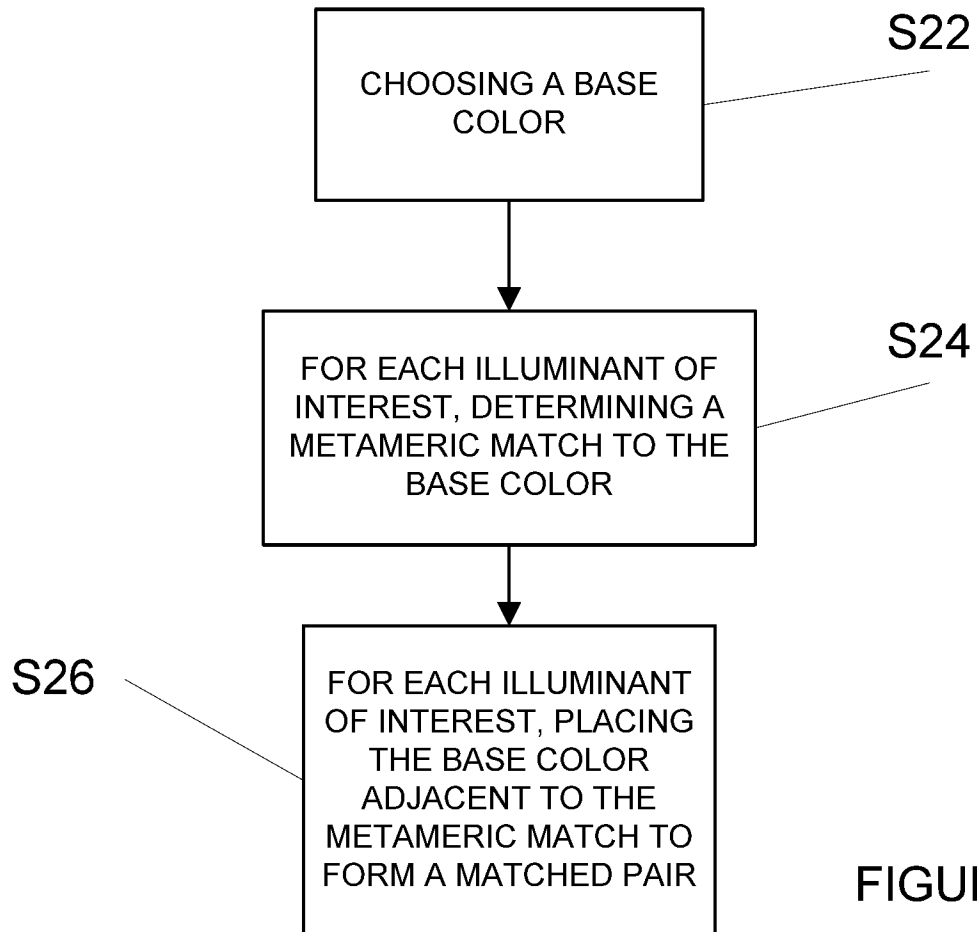 S22
CHOOSING A BASE
COLOR
S24
FOR EACH ILLUMINANT OF
INTEREST, DETERMINING A
METAMERIC MATCH TO THE
BASE COLOR
S26
FOR EACH ILLUMINANT
OF INTEREST, PLACING
THE BASE COLOR
ADJACENT TO THE
METAMERIC MATCH TO
FORM A MATCHED PAIR